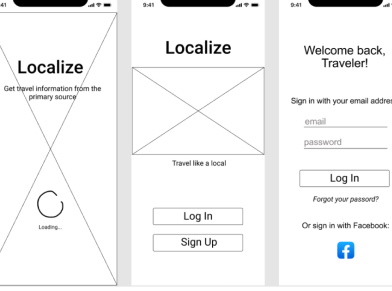 41
Localize
Get travel information from the
primary source
Loading...
9:41
Localize
Travel like a local
Log In
Sign Up
9:41
Welcome back,
Traveler!
Sign in with your email addres
email
password
Log In
Forgot your passord?
Or sign in with Facebook: